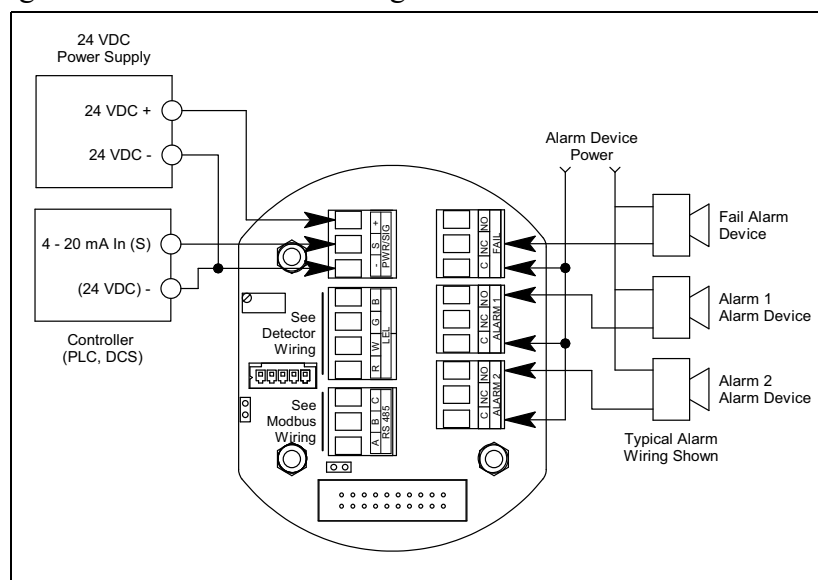 24 VDC
Power Supply
24 VDC +
24 VDC -
4 - 20 mA In (S)
(24 VDC) -
Controller
(PLC, DCS)
+
S
-
PWR/SIG
See
Detector
Wiring
B
G
W
R
LEL
See
Modbus
Wiring
C
B
A
RS 485
NO
NC
C
FAIL
NO
NC
C
ALARM 1
NO
NC
C
ALARM 2
Alarm Device
Power
Fail Alarm
Device
Alarm 1
Alarm Device
Alarm 2
Alarm Device
Typical Alarm
Wiring Shown